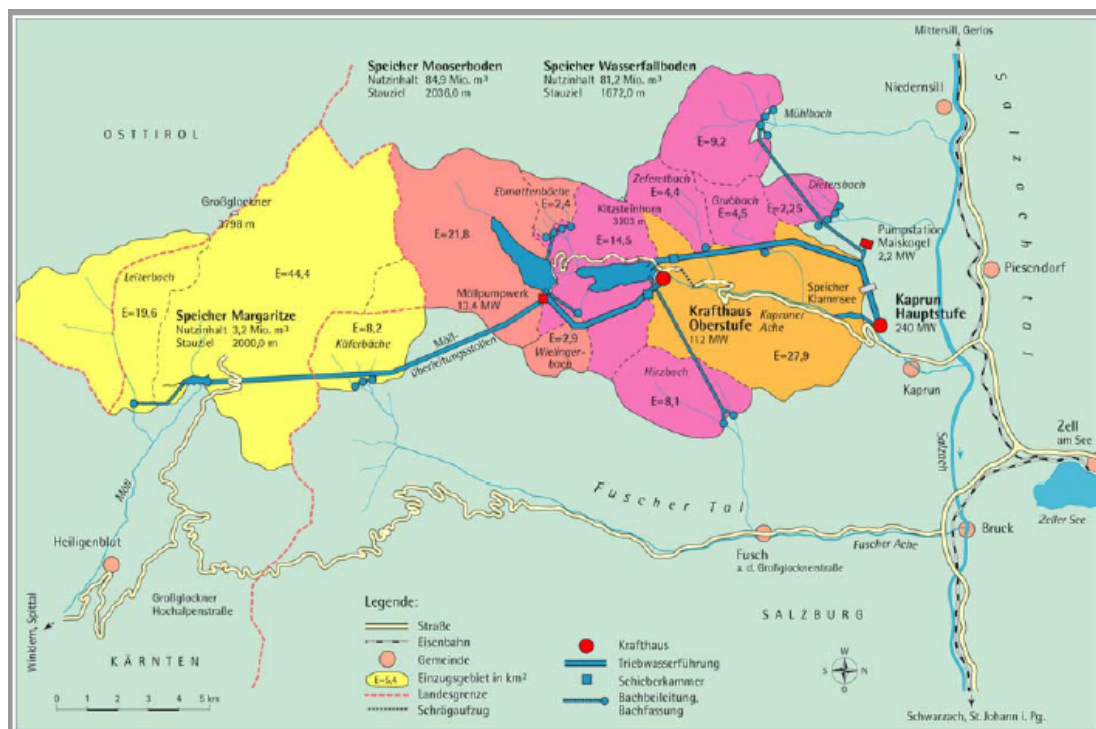 Mittersill, Gerlos
Speicher Mooserboden
Nutzinhalt 84,9 Mio. m³
Stauziel 2036,0 m
Speicher Wasserfallboden
Nutzinhalt 81,2 Mio. m³
Stauziel 1672,0 m
Niedernsill
Salzachtal
Mühlbach
OSTTIROL
E=9,2
Zeferetbach
E=4,4
Dietersbach
Ebmattenbäche
E=2,4
Grubbach
E=4,5
E=2,25
Großglockner
3798 m
Kitzsteinhorn
3203 m
E=21,8
E=14,5
Pumpstation
Maiskogel
2,2 MW
Piesendorf
Leiterbach
E=44,4
Möllpumpwerk
13,4 MW
Speicher
Klammsee
Kaprun
Hauptstufe
240 MW
E=19,6
Speicher Margaritze
Nutzinhalt 3,2 Mio. m³
Stauziel 2000,0 m
E=8,2
Käferbäche
Möll-
überleitungsstollen
E=2,9
Wielinger-
bach
Krafthaus
Oberstufe
112 MW
Kapruner
Ache
E=27,9
Hirzbach
E=8,1
Kaprun
Salzach
Zell
am See
Zeller See
Möll
Fuscher Tal
Heiligenblut
Fusch
a. d. Großglocknerstraße
Fuscher Ache
Bruck
Großglockner
Hochalpenstraße
Winklern, Spittal
KÄRNTEN
SALZBURG
0 1 2 3 4 5 km
Legende:
Straße
Eisenbahn
Gemeinde
E=5,4 Einzugsgebiet in km²
Landesgrenze
Schrägaufzug
Krafthaus
Triebwasserführung
Schieberkammer
Bachbeileitung,
Bachfassung
W
S N
O
Schwarzach, St. Johann i. Pg.